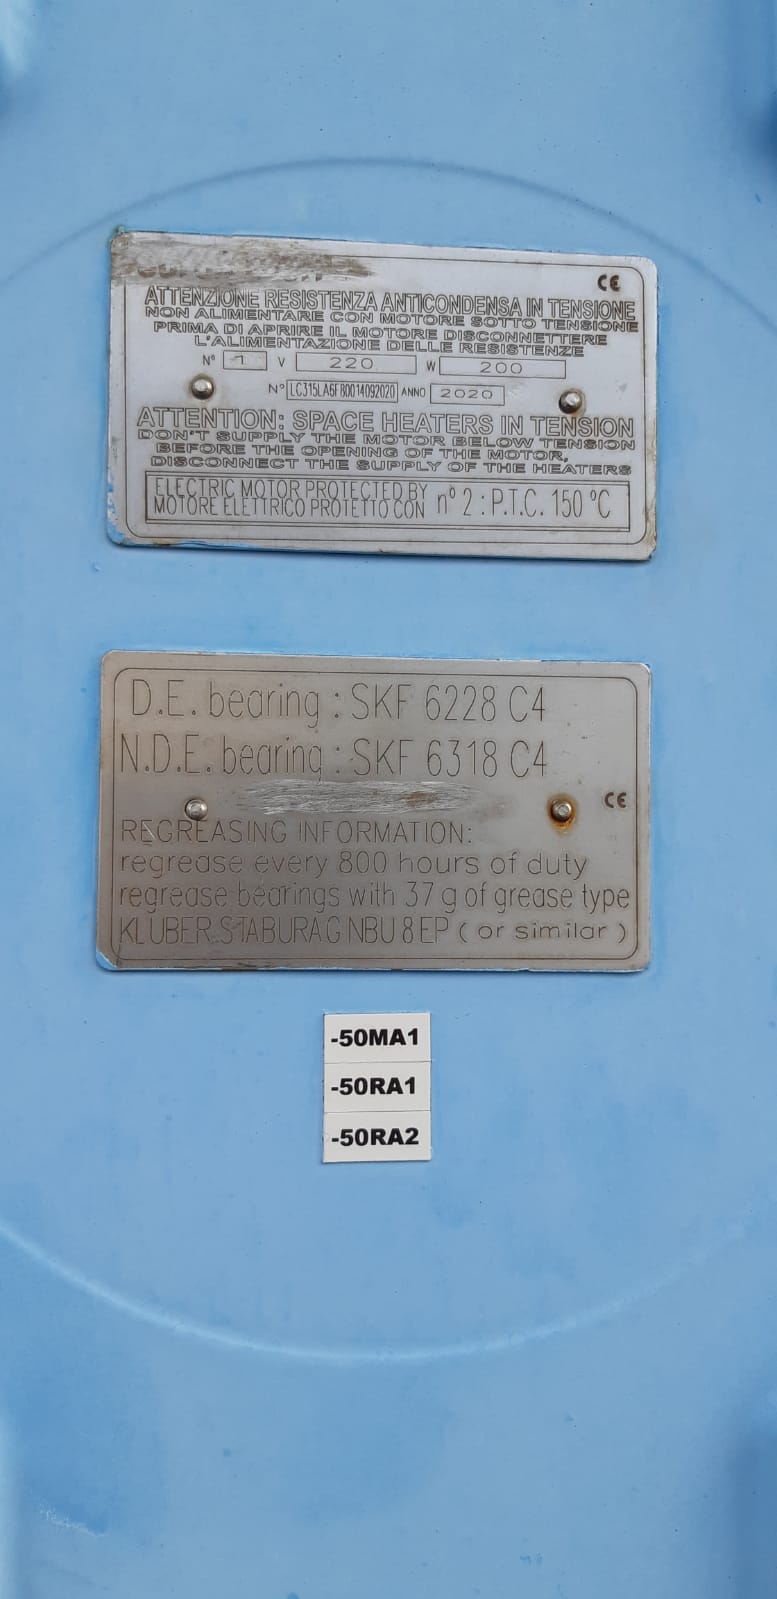 CE
ATTENZIONE RESISTENZA ANTICONDENSA IN TENSIONE
NON ALIMENTARE CON MOTORE SOTTO TENSIONE
PRIMA DI APRIRE IL MOTORE DISCONNETTERE
L'ALIMENTAZIONE DELLE RESISTENZE
N° 1 V 220 W 200
N° LC315LA6F80014092020 ANNO 2020
ATTENTION: SPACE HEATERS IN TENSION
DON'T SUPPLY THE MOTOR BELOW TENSION
BEFORE THE OPENING OF THE MOTOR,
DISCONNECT THE SUPPLY OF THE HEATERS
ELECTRIC MOTOR PROTECTED BY
MOTORE ELETTRICO PROTETTO CON n° 2 : P.T.C. 150 °C
D.E. bearing : SKF 6228 C4
N.D.E. bearing : SKF 6318 C4
CE
REGREASING INFORMATION:
regrease every 800 hours of duty
regrease bearings with 37 g of grease type
KLUBER STABURAG NBU 8 EP ( or similar )
-50MA1
-50RA1
-50RA2